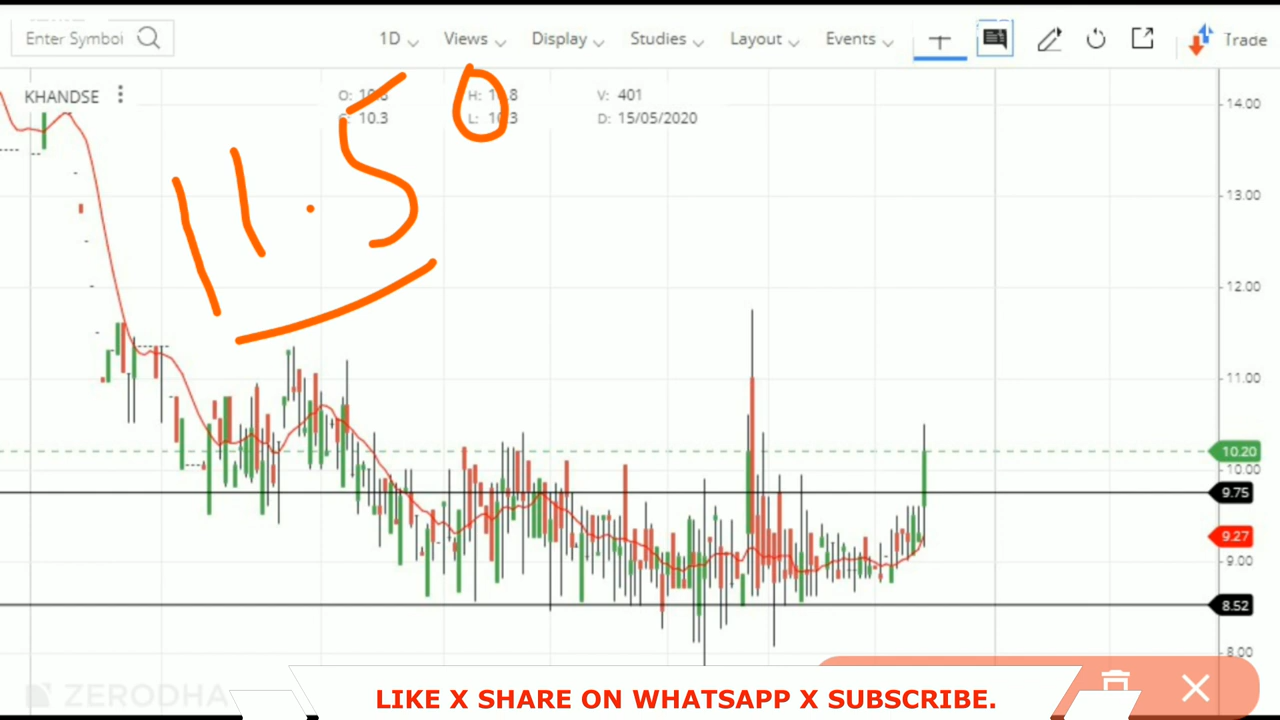 Enter Symbol 1D Views Display Studies Layout Events Trade
KHANDSE
H: V: 401
10.3 L: D: 15/05/2020
11.5
14.00
13.00
12.00
11.00
10.20
10.00
9.75
9.27
9.00
8.52
8.00
ZERODHA
LIKE X SHARE ON WHATSAPP X SUBSCRIBE.